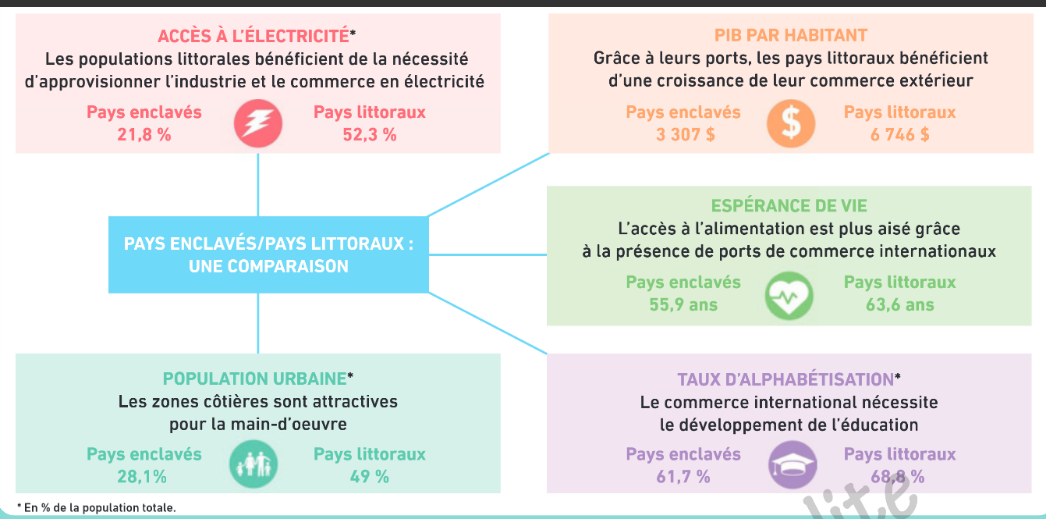 ACCÈS À L'ÉLECTRICITÉ*
Les populations littorales bénéficient de la nécessité
d'approvisionner l'industrie et le commerce en électricité
Pays enclavés
21,8 %
Pays littoraux
52,3 %
PIB PAR HABITANT
Grâce à leurs ports, les pays littoraux bénéficient
d'une croissance de leur commerce extérieur
Pays enclavés
3 307 $
$
Pays littoraux
6 746 $
PAYS ENCLAVÉS/PAYS LITTORAUX :
UNE COMPARAISON
ESPÉRANCE DE VIE
L'accès à l'alimentation est plus aisé grâce
à la présence de ports de commerce internationaux
Pays enclavés
55,9 ans
Pays littoraux
63,6 ans
POPULATION URBAINE*
Les zones côtières sont attractives
pour la main-d'oeuvre
Pays enclavés
28,1%
Pays littoraux
49 %
TAUX D'ALPHABÉTISATION*
Le commerce international nécessite
le développement de l'éducation
Pays enclavés
61,7 %
Pays littoraux
68,8 %
* En % de la population totale.